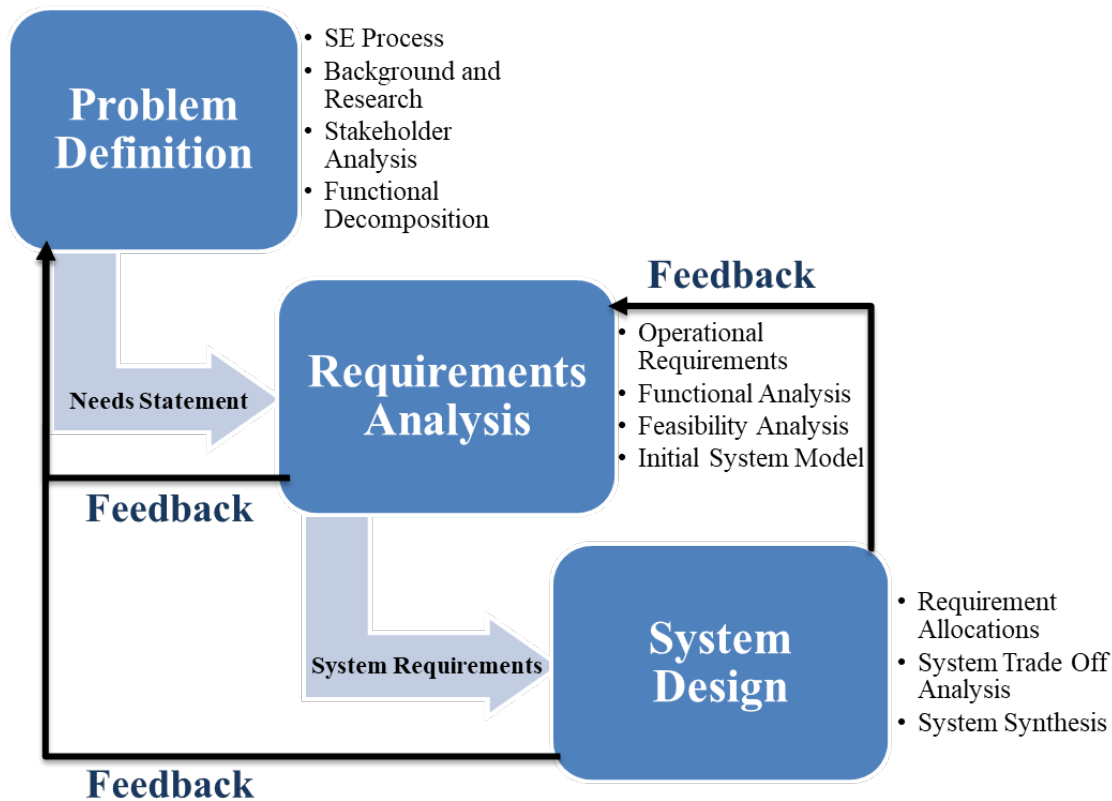 Problem
Definition
• SE Process
• Background and
Research
• Stakeholder
Analysis
• Functional
Decomposition
Needs Statement
Feedback
Requirements
Analysis
• Operational
Requirements
• Functional Analysis
• Feasibility Analysis
• Initial System Model
Feedback
System Requirements
System
Design
• Requirement
Allocations
• System Trade Off
Analysis
• System Synthesis
Feedback